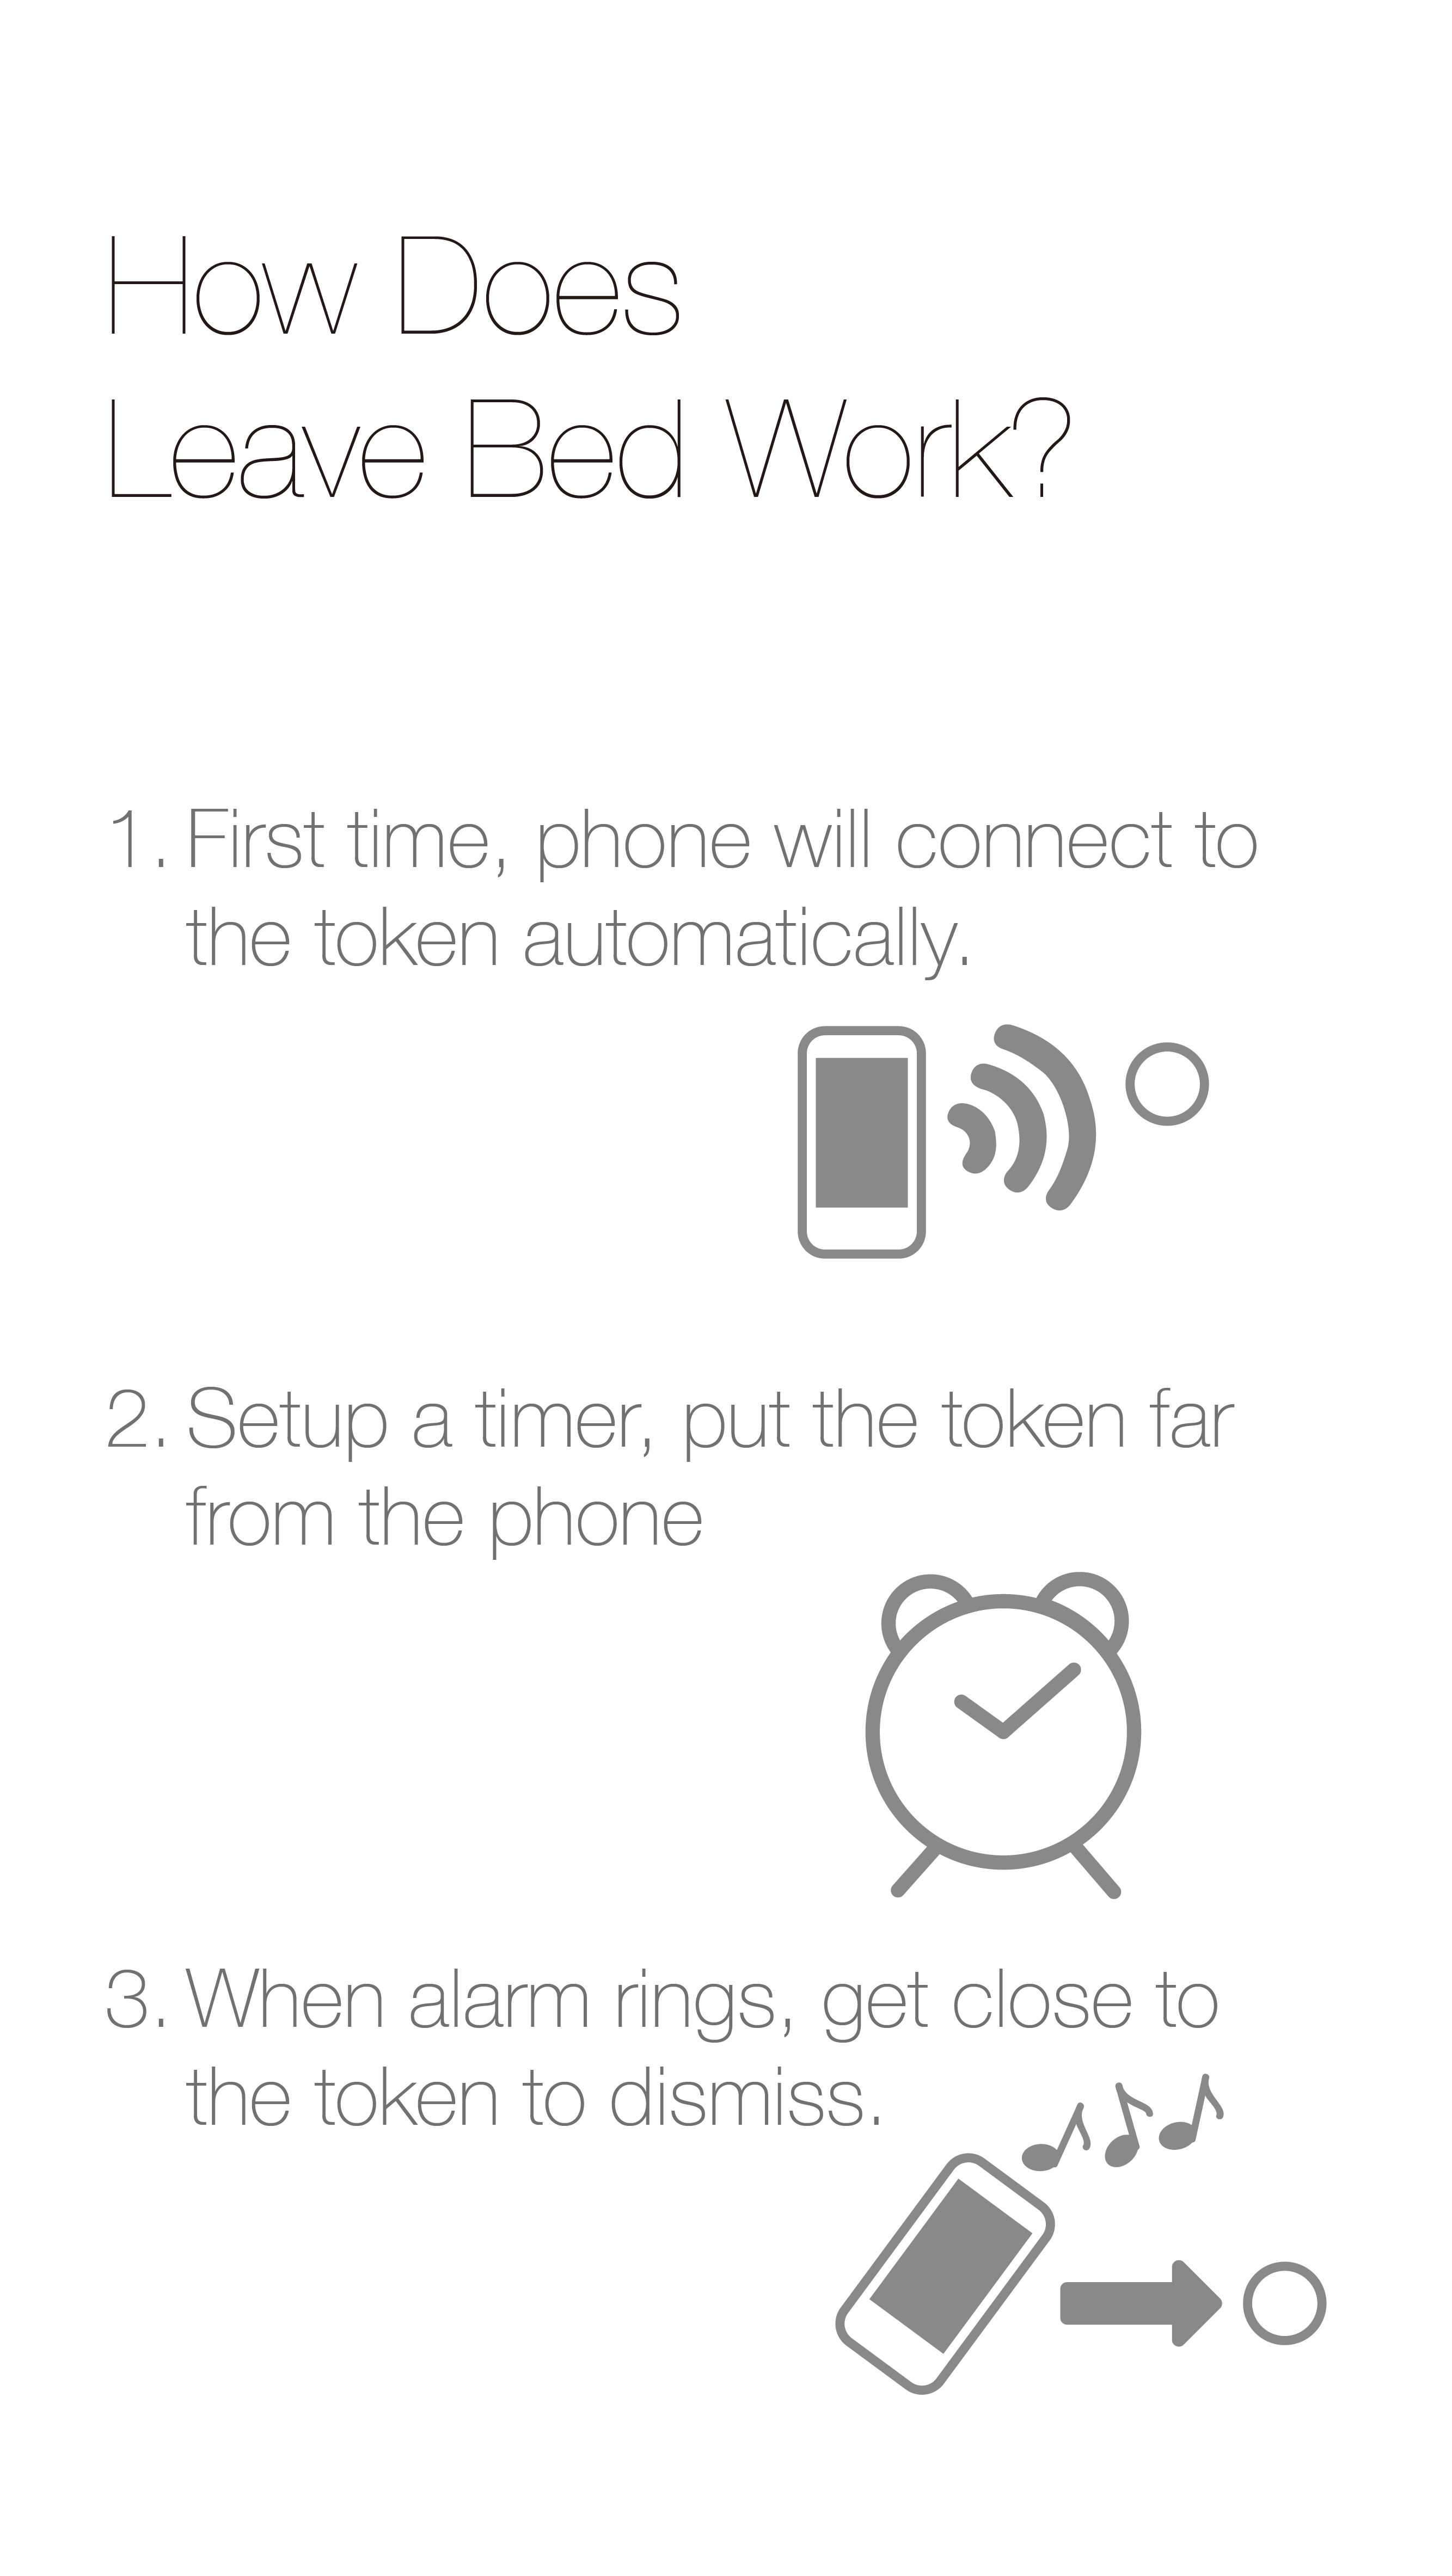 How Does
Leave Bed Work?
1. First time, phone will connect to
the token automatically.
2. Setup a timer, put the token far
from the phone
3. When alarm rings, get close to
the token to dismiss.